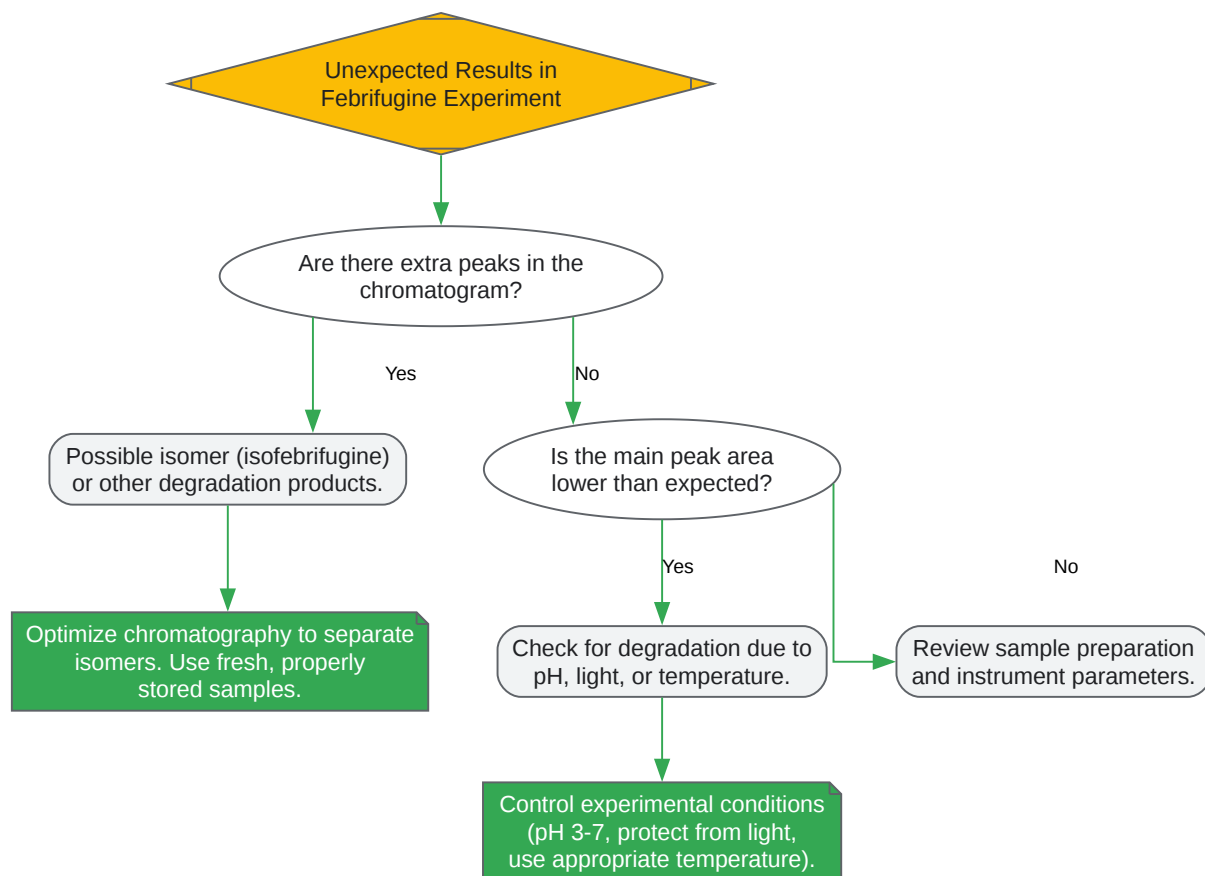 Unexpected Results in
Febrifugine Experiment
Are there extra peaks in the
chromatogram?
Yes
No
Possible isomer (isofebrifugine)
or other degradation products.
Is the main peak area
lower than expected?
Yes
No
Optimize chromatography to separate
isomers. Use fresh, properly
stored samples.
Check for degradation due to
pH, light, or temperature.
Review sample preparation
and instrument parameters.
Control experimental conditions
(pH 3-7, protect from light,
use appropriate temperature).